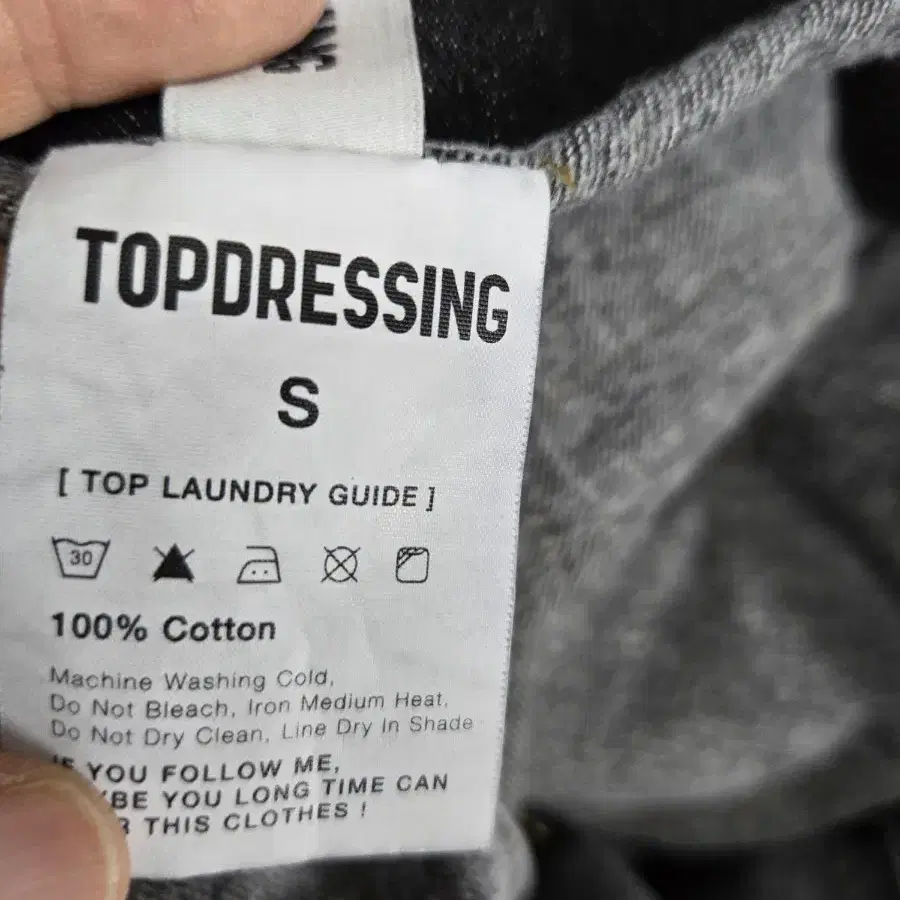 TOPDRESSING
S
[ TOP LAUNDRY GUIDE ]
30
100% Cotton
Machine Washing Cold,
Do Not Bleach, Iron Medium Heat,
Do Not Dry Clean, Line Dry In Shade
YOU FOLLOW ME,
YOU LONG TIME CAN
THIS CLOTHES !